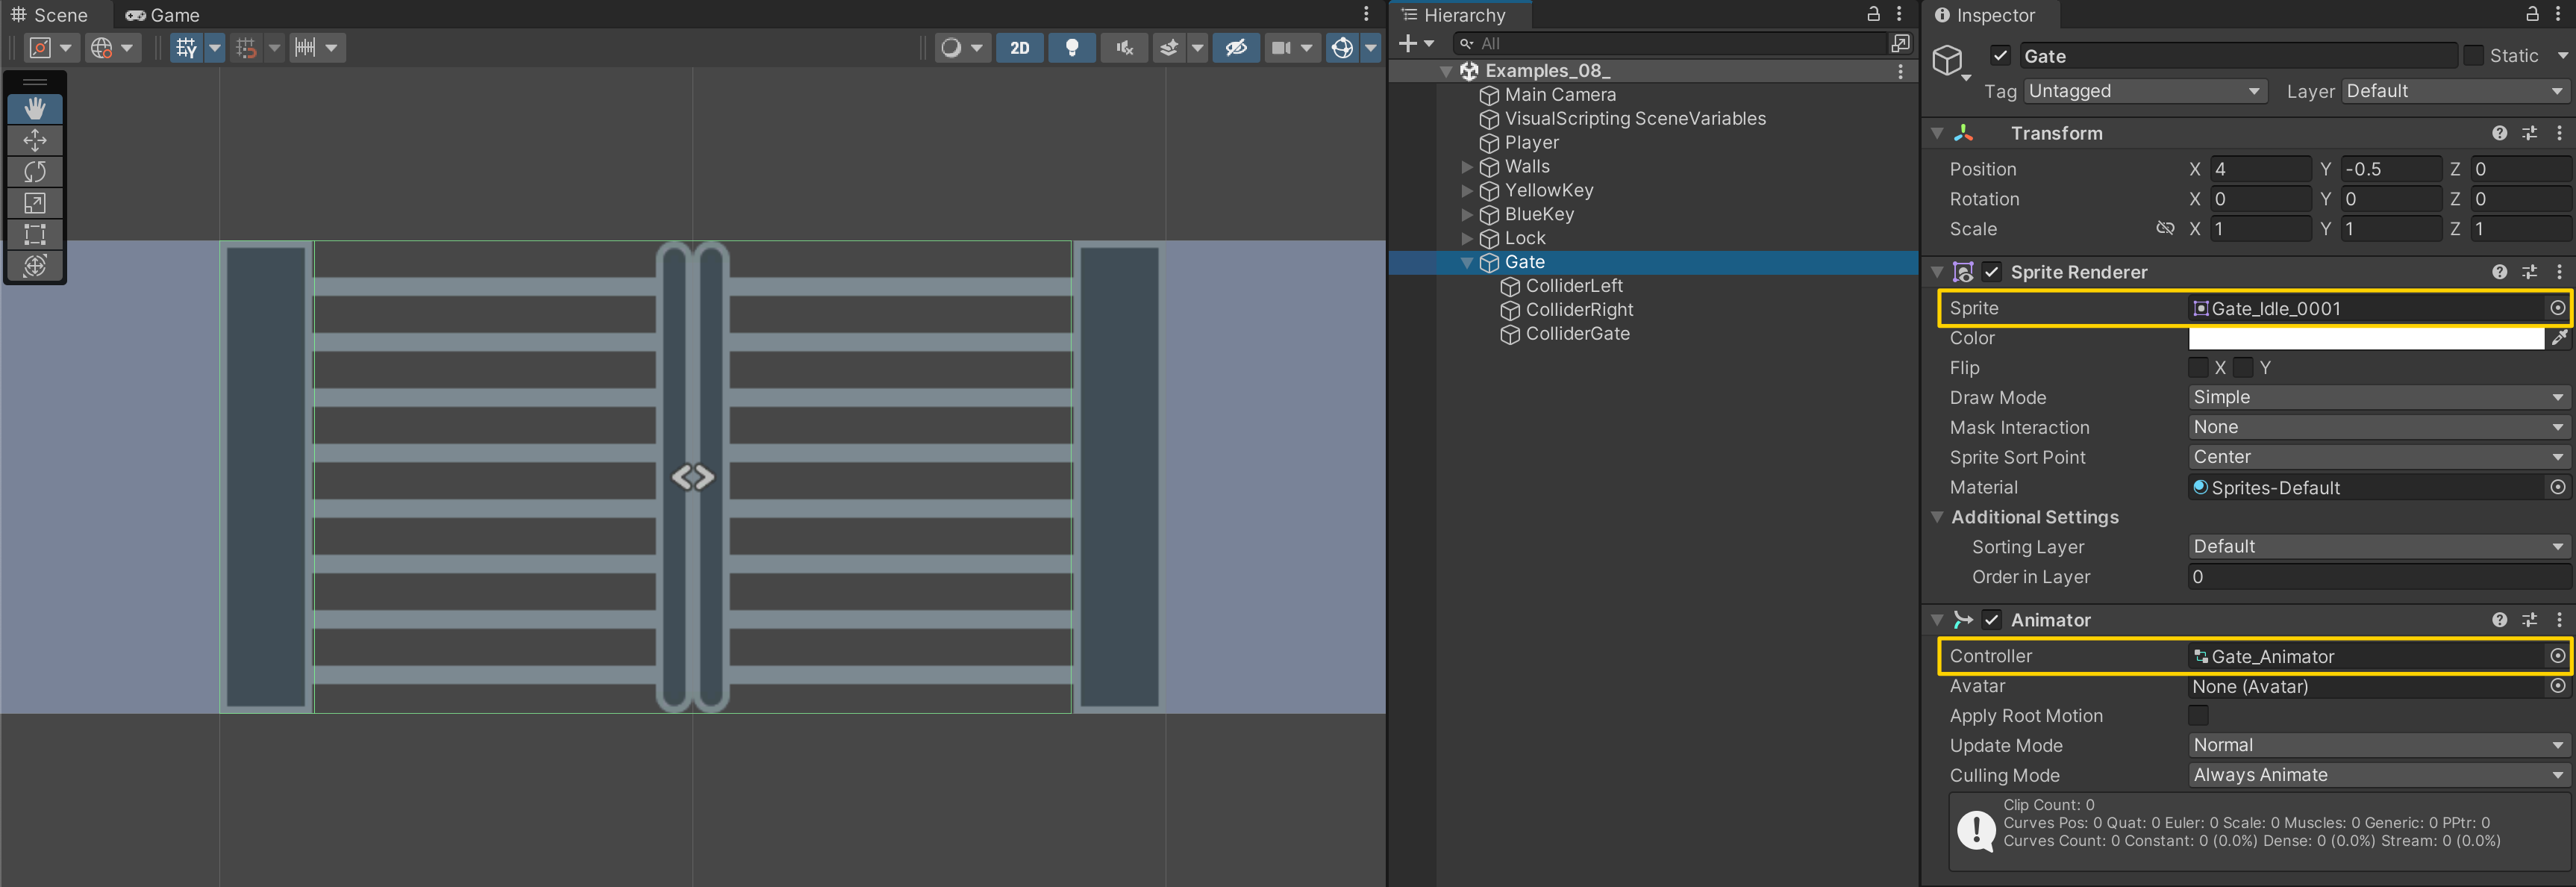 Scene
Game
2D
Hierarchy
All
Examples_08_
Main Camera
VisualScripting SceneVariables
Player
Walls
YellowKey
BlueKey
Lock
Gate
ColliderLeft
ColliderRight
ColliderGate
Inspector
Gate
Static
Tag Untagged Layer Default
Transform
Position X 4 Y -0.5 Z 0
Rotation X 0 Y 0 Z 0
Scale X 1 Y 1 Z 1
Sprite Renderer
Sprite Gate_Idle_0001
Color
Flip X Y
Draw Mode Simple
Mask Interaction None
Sprite Sort Point Center
Material Sprites-Default
Additional Settings
Sorting Layer Default
Order in Layer 0
Animator
Controller Gate_Animator
Avatar None (Avatar)
Apply Root Motion
Update Mode Normal
Culling Mode Always Animate
Clip Count: 0
Curves Pos: 0 Quat: 0 Euler: 0 Scale: 0 Muscles: 0 Generic: 0 PPtr: 0
Curves Count: 0 Constant: 0 (0.0%) Dense: 0 (0.0%) Stream: 0 (0.0%)